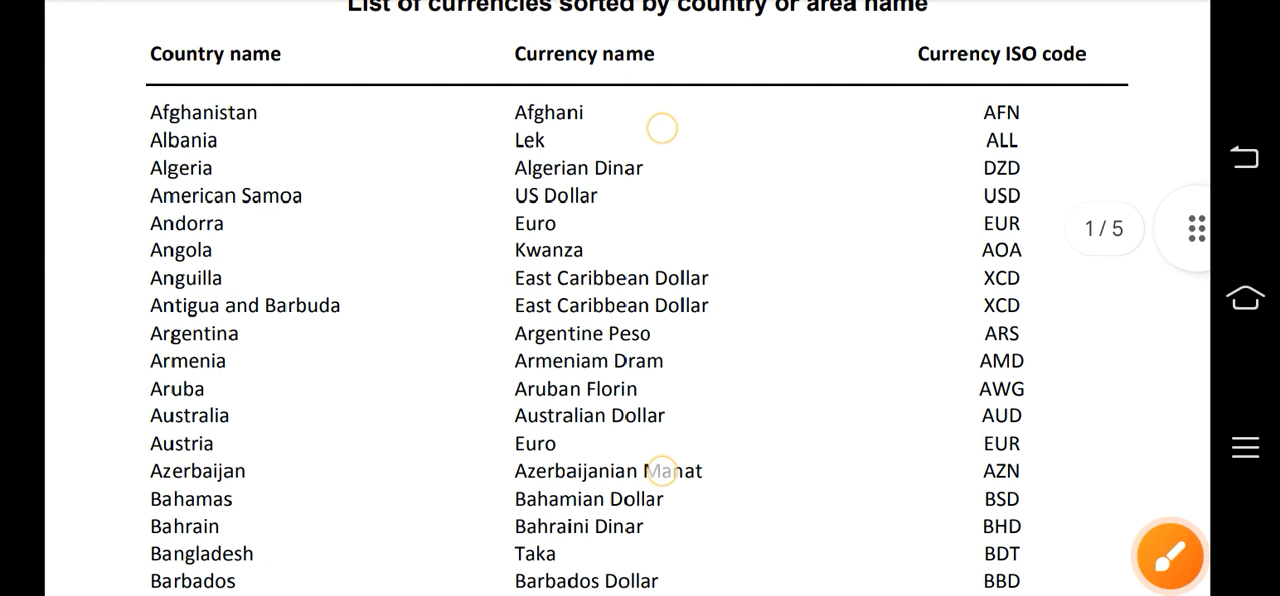 List of currencies sorted by country or area name
Country name Currency name Currency ISO code
Afghanistan Afghani AFN
Albania Lek ALL
Algeria Algerian Dinar DZD
American Samoa US Dollar USD
Andorra Euro EUR
1 / 5
Angola Kwanza AOA
Anguilla East Caribbean Dollar XCD
Antigua and Barbuda East Caribbean Dollar XCD
Argentina Argentine Peso ARS
Armenia Armeniam Dram AMD
Aruba Aruban Florin AWG
Australia Australian Dollar AUD
Austria Euro EUR
Azerbaijan Azerbaijanian Manat AZN
Bahamas Bahamian Dollar BSD
Bahrain Bahraini Dinar BHD
Bangladesh Taka BDT
Barbados Barbados Dollar BBD